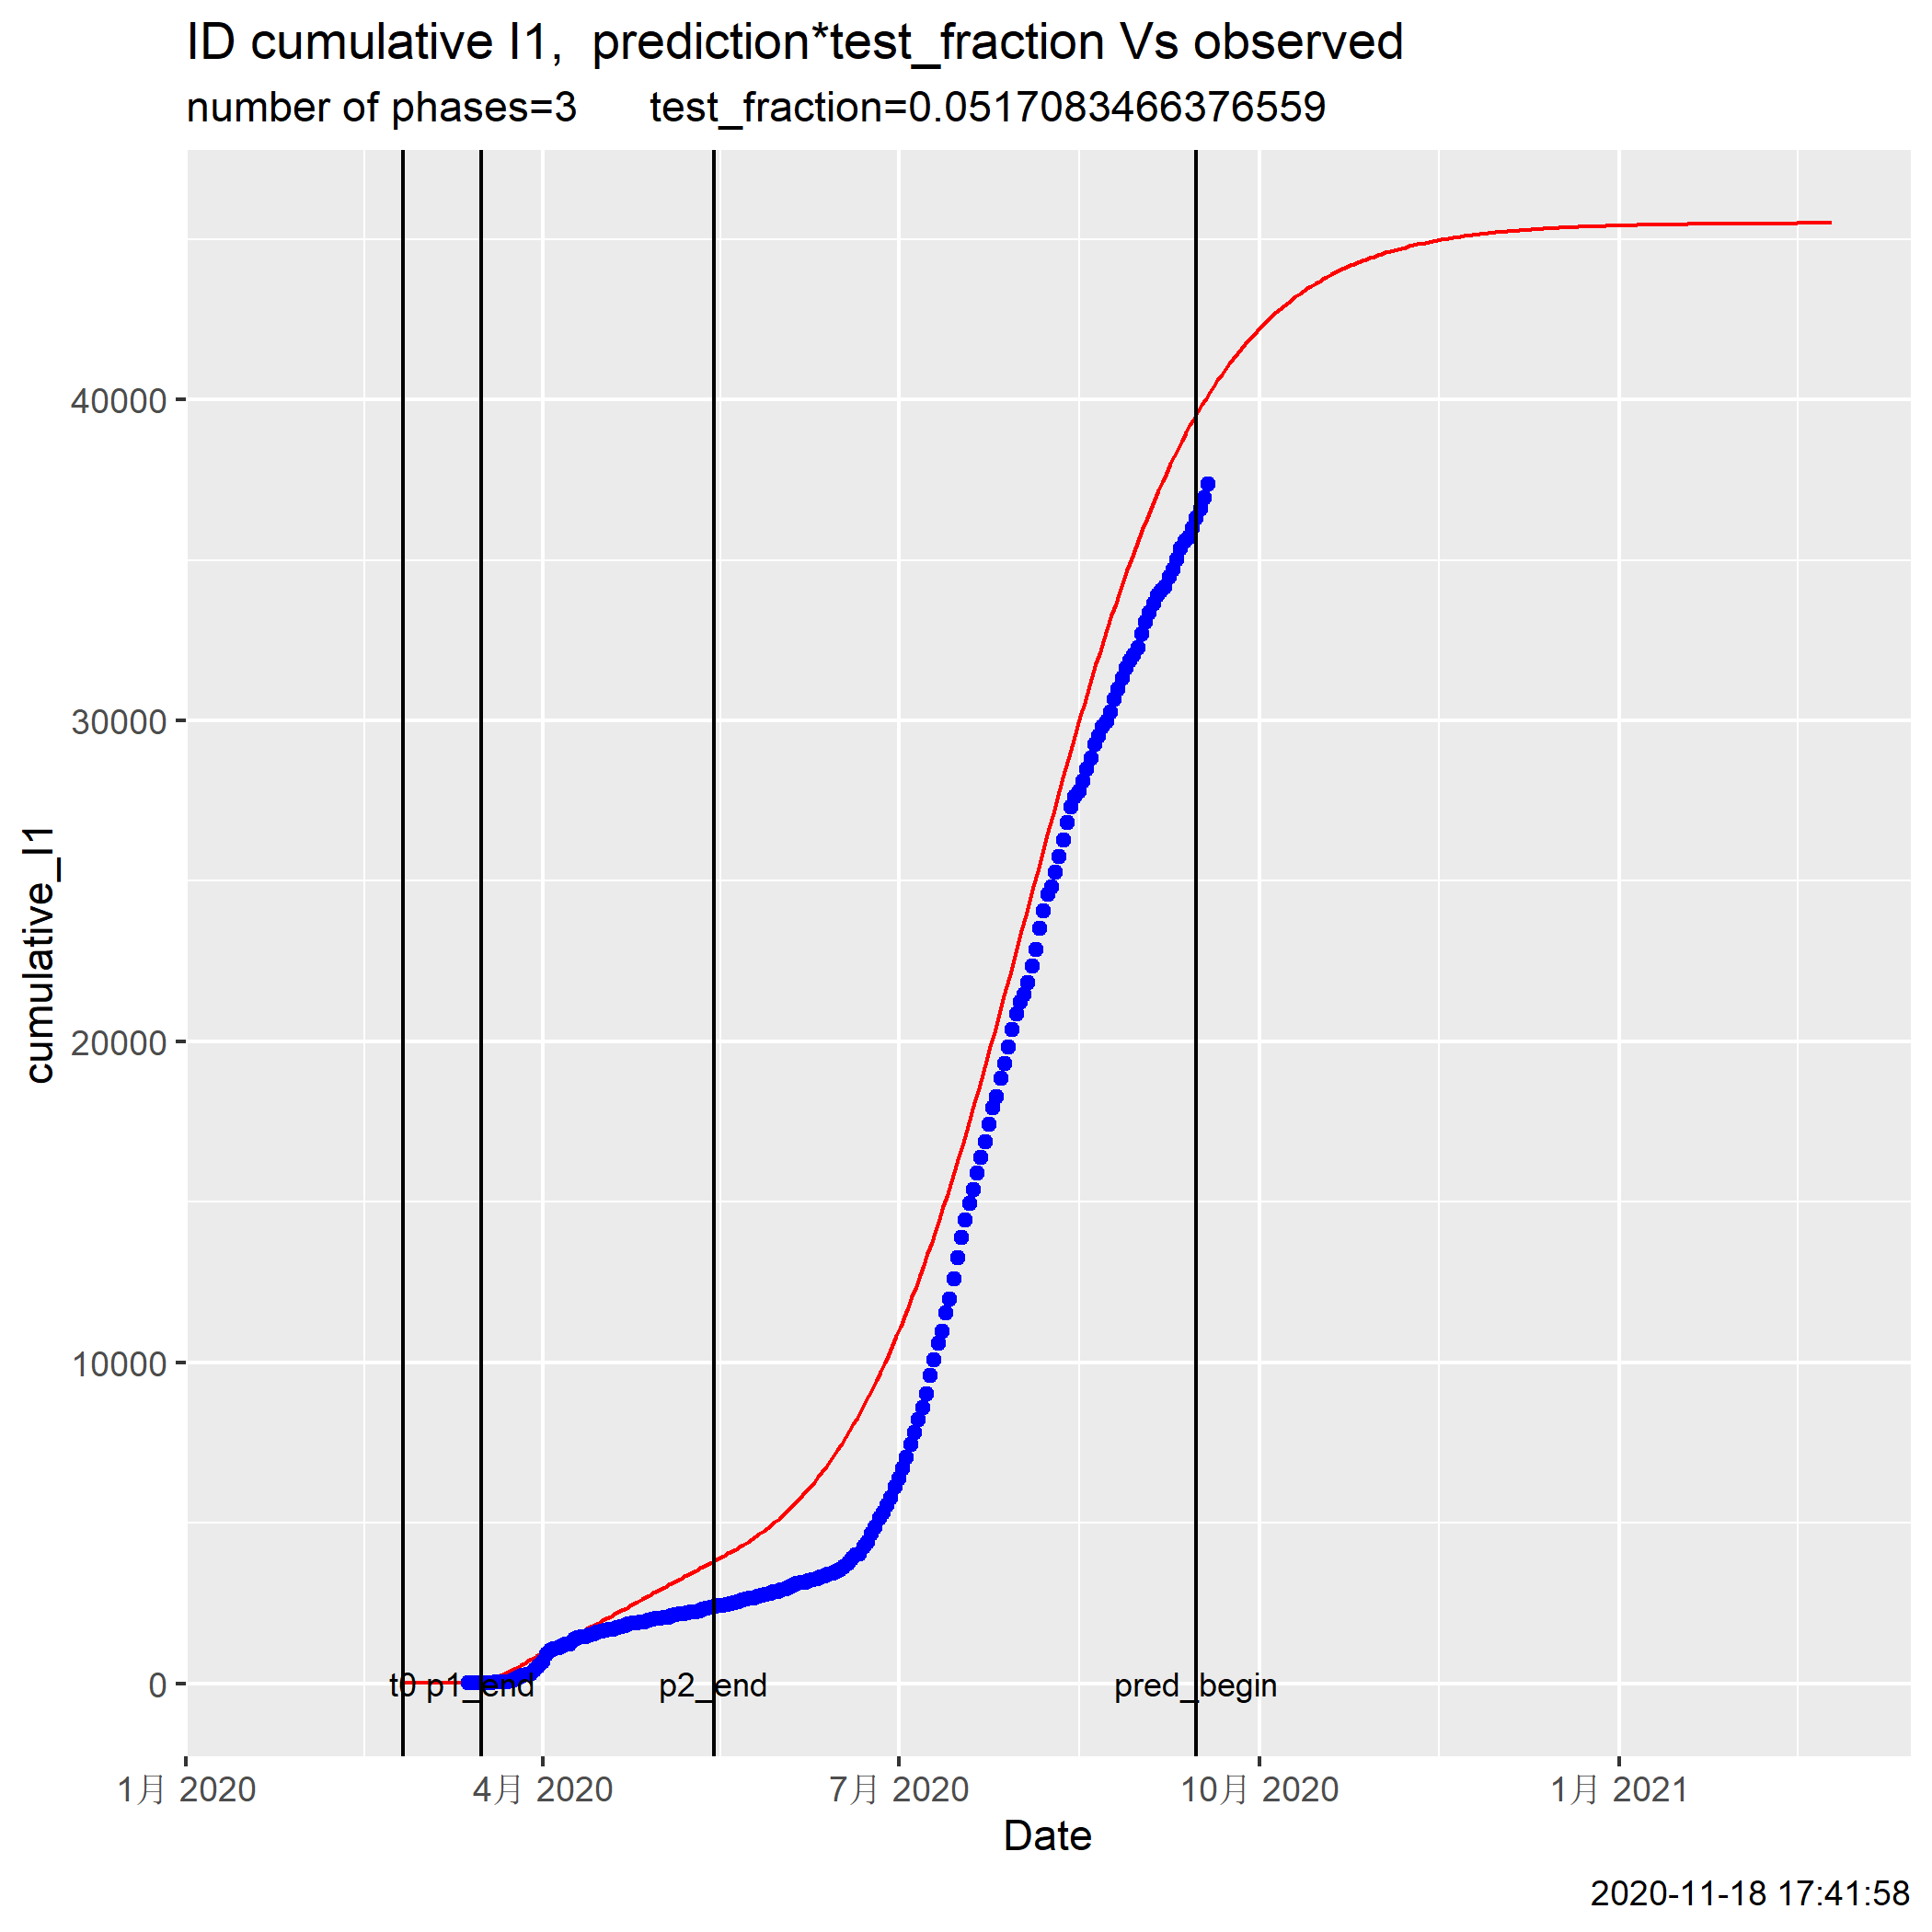 ID cumulative I1,  prediction*test_fraction Vs observed
number of phases=3      test_fraction=0.0517083466376559
cumulative_I1
40000
30000
20000
10000
0
t0 p1_end p2_end pred_begin
1月 2020 4月 2020 7月 2020 10月 2020 1月 2021
Date
2020-11-18 17:41:58